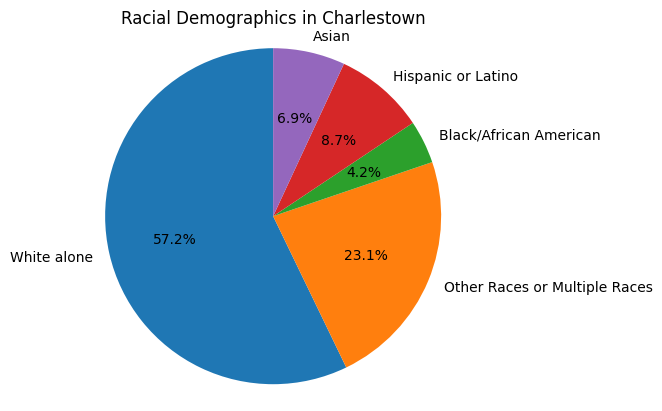 Racial Demographics in Charlestown
Asian
Hispanic or Latino
6.9%
Black/African American
8.7%
4.2%
57.2%
White alone
23.1%
Other Races or Multiple Races